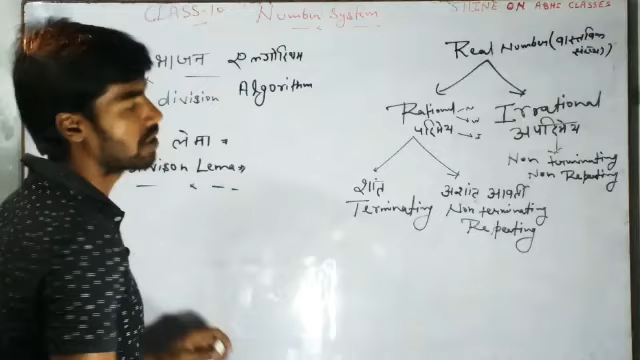 CLASS-10 Number System
SHINE ON ABHI CLASSES
भाजन एल्गोरिथम
division Algorithm
लेमा
Lema
Real Number (वास्तविक संख्या)
Rational N W I
परिमेय
Irrational
अपरिमेय
Non terminating
Non Repeating
शांत
Terminating
अशांत आवर्ती
Non terminating
Repeating